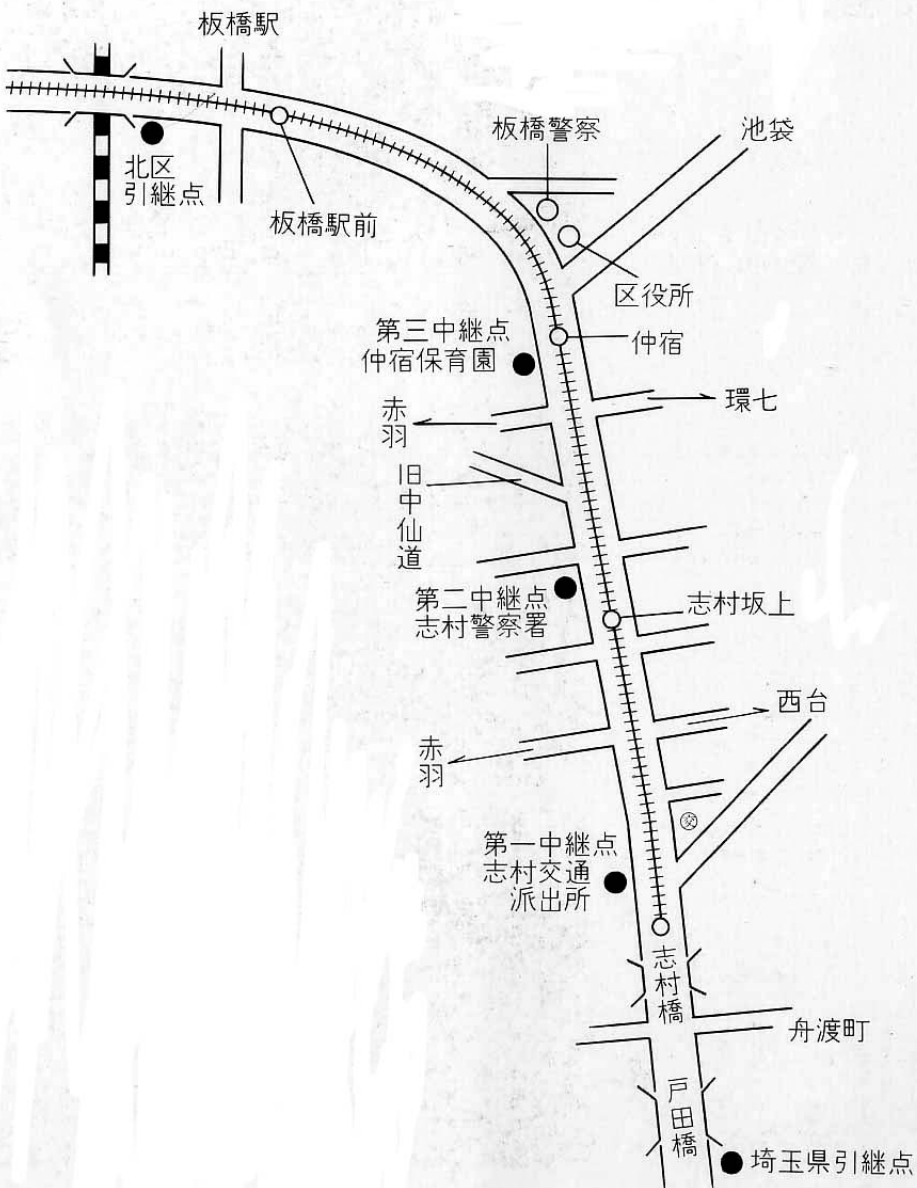 板橋駅
北区
引継点
板橋駅前
板橋警察
池袋
区役所
第三中継点
仲宿保育園
仲宿
環七
赤羽
旧中仙道
第二中継点
志村警察署
志村坂上
西台
赤羽
交
第一中継点
志村交通
派出所
志村橋
舟渡町
戸田橋
埼玉県引継点